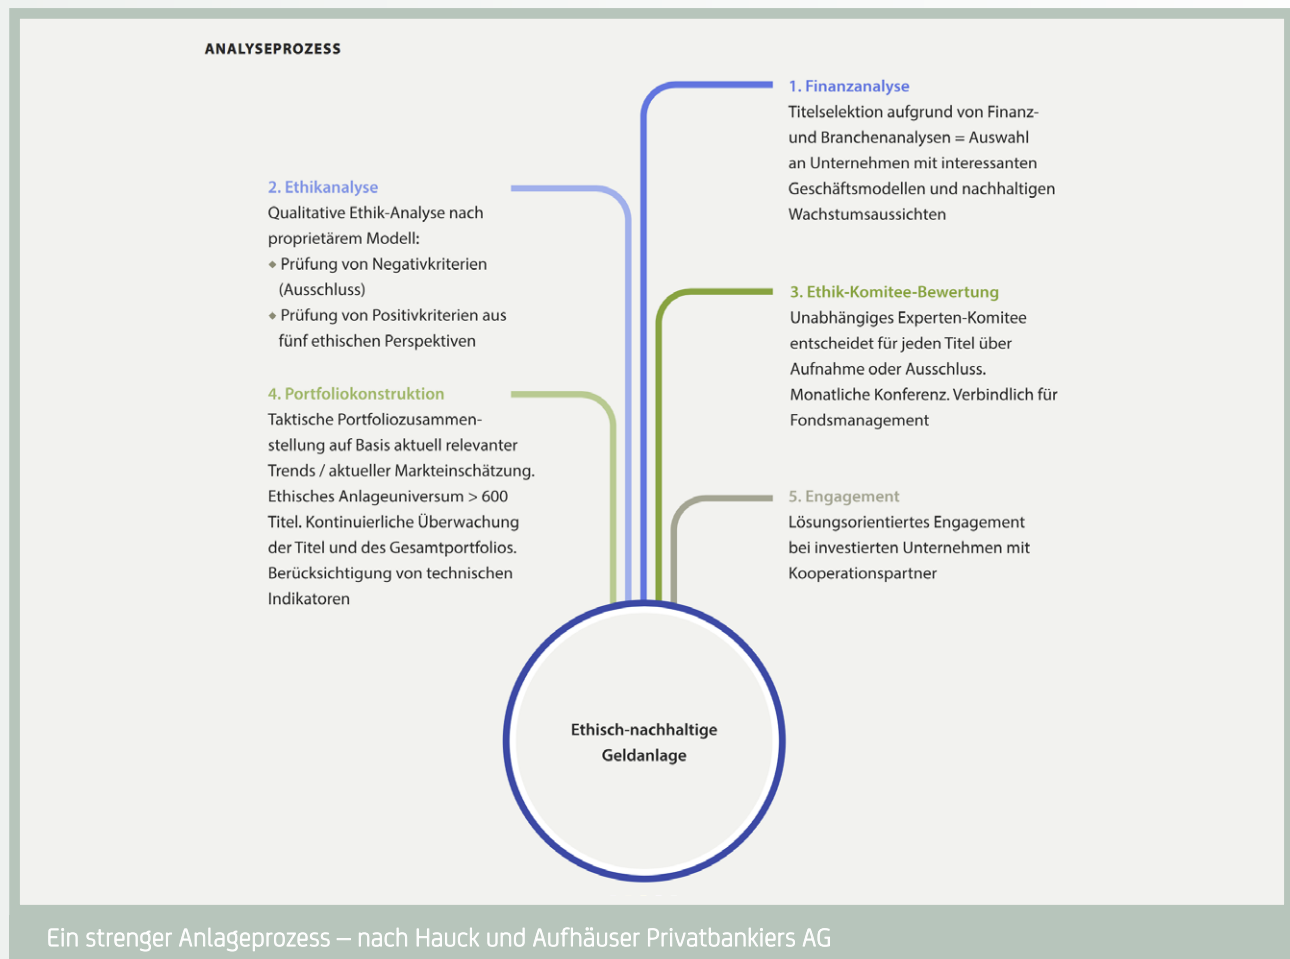 ANALYSEPROZESS
1. Finanzanalyse
Titelselektion aufgrund von Finanz-
und Branchenanalysen = Auswahl
an Unternehmen mit interessanten
Geschäftsmodellen und nachhaltigen
Wachstumsaussichten
2. Ethikanalyse
Qualitative Ethik-Analyse nach
proprietärem Modell:
◆ Prüfung von Negativkriterien
(Ausschluss)
◆ Prüfung von Positivkriterien aus
fünf ethischen Perspektiven
3. Ethik-Komitee-Bewertung
Unabhängiges Experten-Komitee
entscheidet für jeden Titel über
Aufnahme oder Ausschluss.
Monatliche Konferenz. Verbindlich für
Fondsmanagement
4. Portfoliokonstruktion
Taktische Portfoliozusammen-
stellung auf Basis aktuell relevanter
Trends / aktueller Markteinschätzung.
Ethisches Anlageuniversum > 600
Titel. Kontinuierliche Überwachung
der Titel und des Gesamtportfolios.
Berücksichtigung von technischen
Indikatoren
5. Engagement
Lösungsorientiertes Engagement
bei investierten Unternehmen mit
Kooperationspartner
Ethisch-nachhaltige
Geldanlage
Ein strenger Anlageprozess – nach Hauck und Aufhäuser Privatbankiers AG